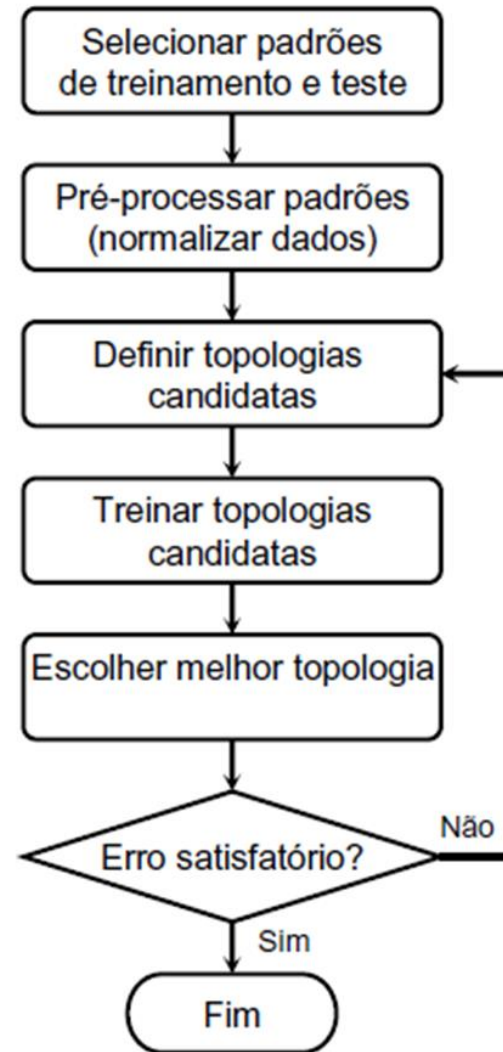 Selecionar padrões
de treinamento e teste
Pré-processar padrões
(normalizar dados)
Definir topologias
candidatas
Treinar topologias
candidatas
Escolher melhor topologia
Erro satisfatório?
Não
Sim
Fim